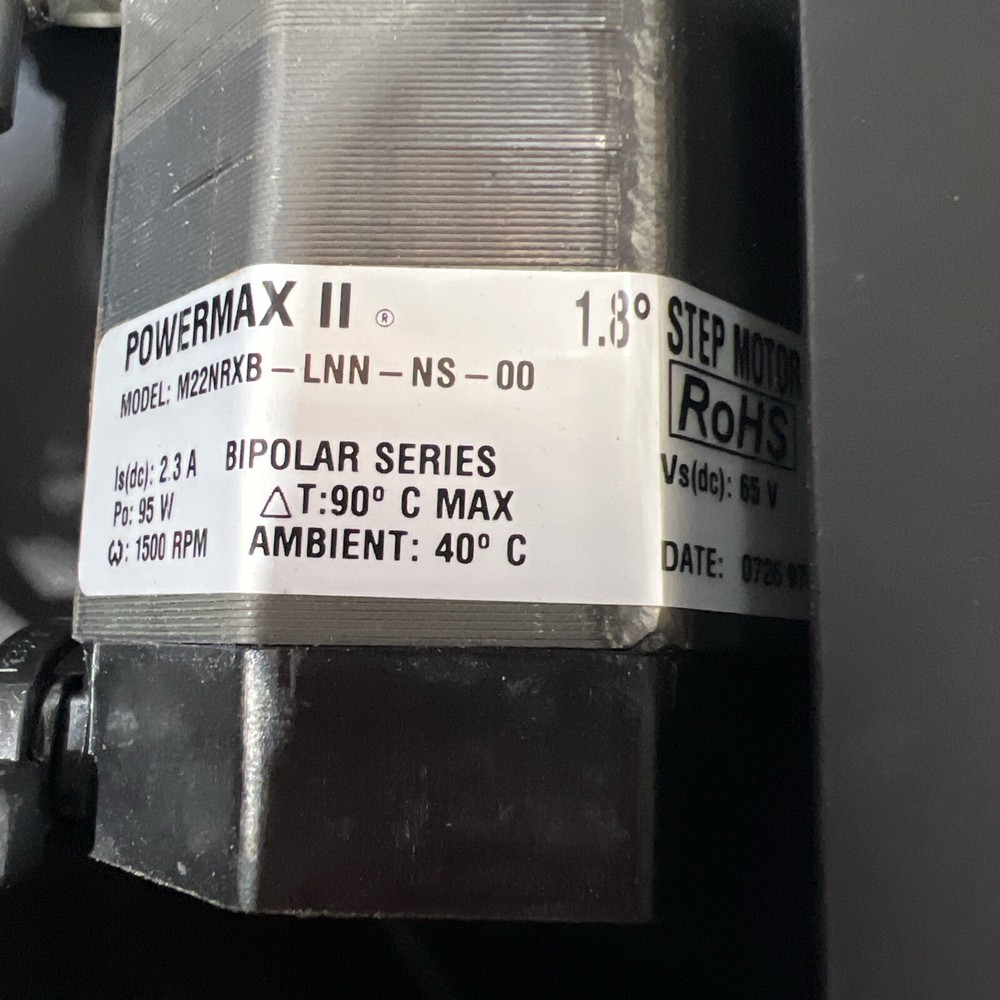 POWERMAX II ® 1.8° STEP MOTOR
MODEL: M22NRXB – LNN – NS – 00
RoHS
Is(dc): 2.3 A BIPOLAR SERIES Vs(dc): 65 V
Po: 95 W △T:90° C MAX
ω: 1500 RPM AMBIENT: 40° C DATE: